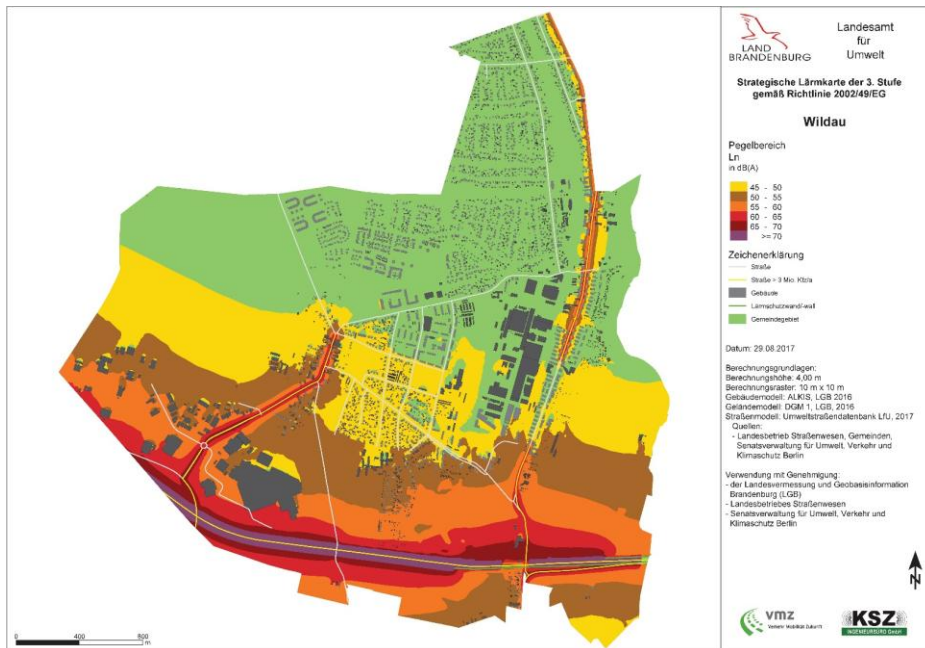 LAND
BRANDENBURG
Landesamt
für
Umwelt
Strategische Lärmkarte der 3. Stufe
gemäß Richtlinie 2002/49/EG
Wildau
Pegelbereich
Ln
in dB(A)
45 - 50
50 - 55
55 - 60
60 - 65
65 - 70
>= 70
Zeichenerklärung
Straße
Straße > 3 Mio. Kfz/a
Gebäude
Lärmschutzwand/-wall
Gemeindegebiet
Datum: 29.08.2017
Berechnungsgrundlagen:
Berechnungshöhe: 4,00 m
Berechnungsraster: 10 m x 10 m
Gebäudemodell: ALKIS, LGB 2016
Geländemodell: DGM 1, LGB, 2016
Straßenmodell: Umweltstraßendatenbank LfU, 2017
Quellen:
- Landesbetrieb Straßenwesen, Gemeinden,
Senatsverwaltung für Umwelt, Verkehr und
Klimaschutz Berlin
Verwendung mit Genehmigung:
- der Landesvermessung und Geobasisinformation
Brandenburg (LGB)
- Landesbetriebes Straßenwesen
- Senatsverwaltung für Umwelt, Verkehr und
Klimaschutz Berlin
N
vmz
Verkehr Mobilität Zukunft
KSZ
INGENIEURBÜRO GmbH
0 400 800
m